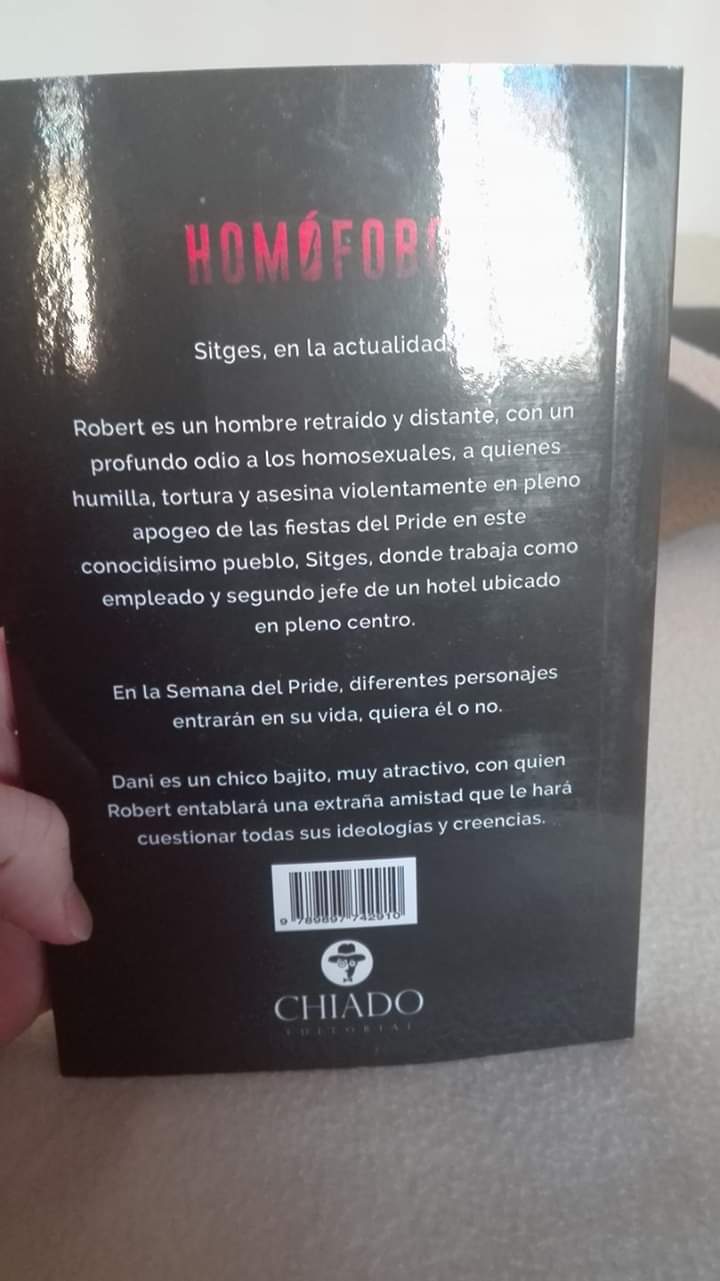 HOMÓFOBO
Sitges, en la actualidad
Robert es un hombre retraído y distante, con un
profundo odio a los homosexuales, a quienes
humilla, tortura y asesina violentamente en pleno
apogeo de las fiestas del Pride en este
conocidísimo pueblo, Sitges, donde trabaja como
empleado y segundo jefe de un hotel ubicado
en pleno centro.
En la Semana del Pride, diferentes personajes
entrarán en su vida, quiera él o no.
Dani es un chico bajito, muy atractivo, con quien
Robert entablará una extraña amistad que le hará
cuestionar todas sus ideologías y creencias.
9 789897 742910
CHIADO
EDITORIAL